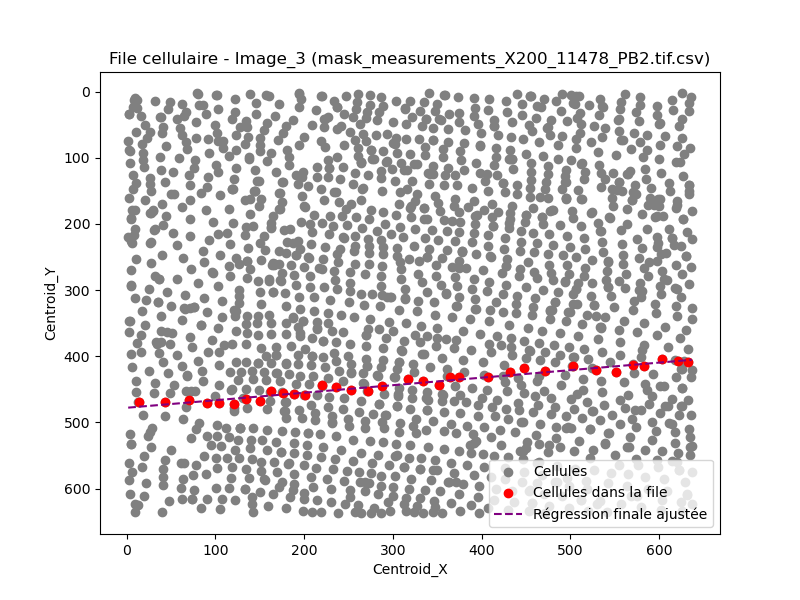 File cellulaire - Image_3 (mask_measurements_X200_11478_PB2.tif.csv)
0
100
200
300
400
500
600
Centroid_Y
Cellules
Cellules dans la file
Régression finale ajustée
0 100 200 300 400 500 600
Centroid_X